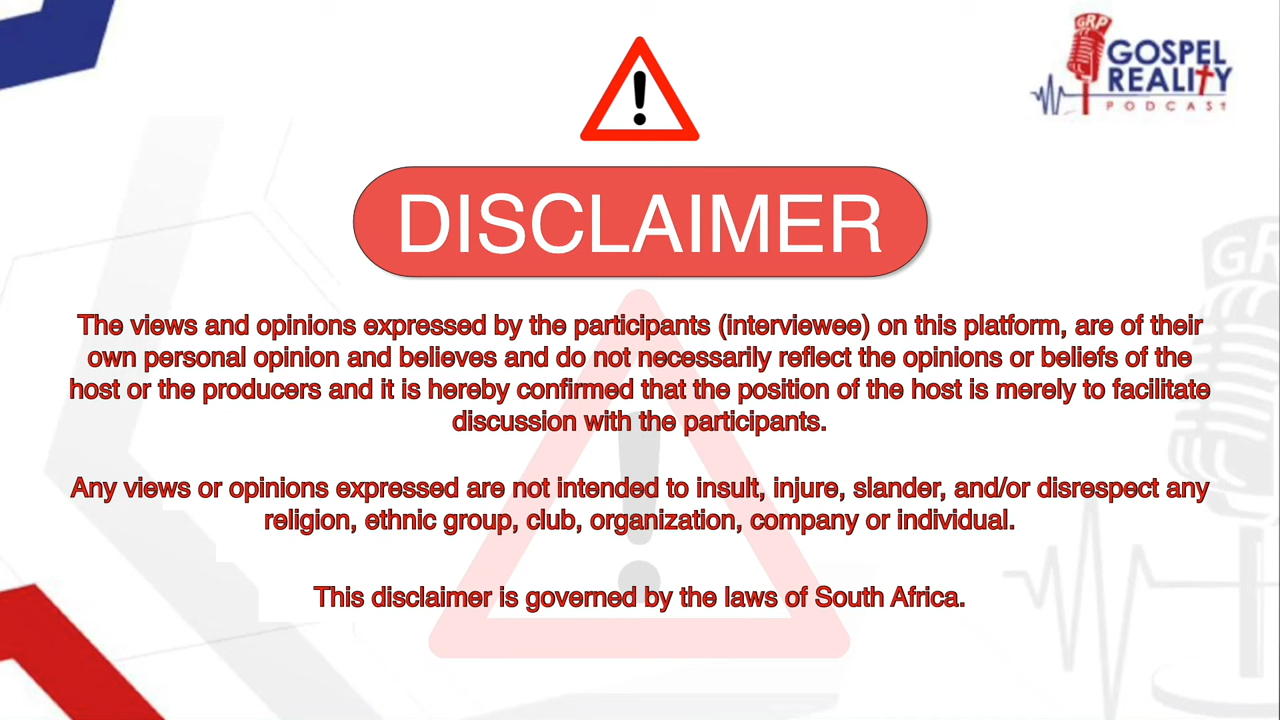 GRP
GOSPEL
REALITY
PODCAST
DISCLAIMER
The views and opinions expressed by the participants (interviewee) on this platform, are of their
own personal opinion and believes and do not necessarily reflect the opinions or beliefs of the
host or the producers and it is hereby confirmed that the position of the host is merely to facilitate
discussion with the participants.
Any views or opinions expressed are not intended to insult, injure, slander, and/or disrespect any
religion, ethnic group, club, organization, company or individual.
This disclaimer is governed by the laws of South Africa.
GRP